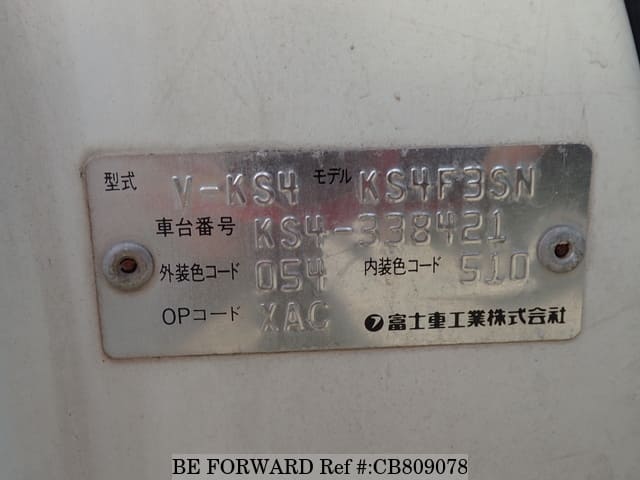 型式 V-KS4 モデル KS4F3SN
車台番号 KS4-338421
外装色コード 054 内装色コード 510
OPコード XAC 富士重工業株式会社
BE FORWARD Ref #:CB809078